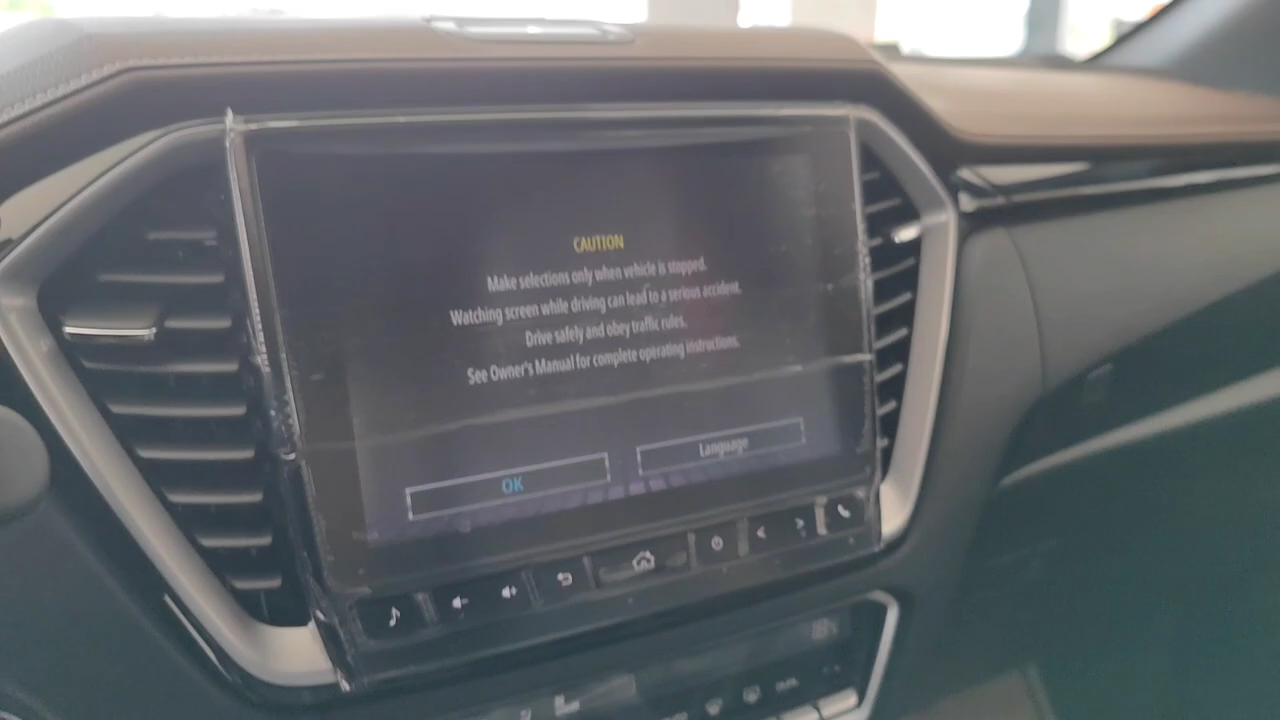 CAUTION
Make selections only when vehicle is stopped.
Watching screen while driving can lead to a serious accident.
Drive safely and obey traffic rules.
See Owner's Manual for complete operating instructions.
OK
Language